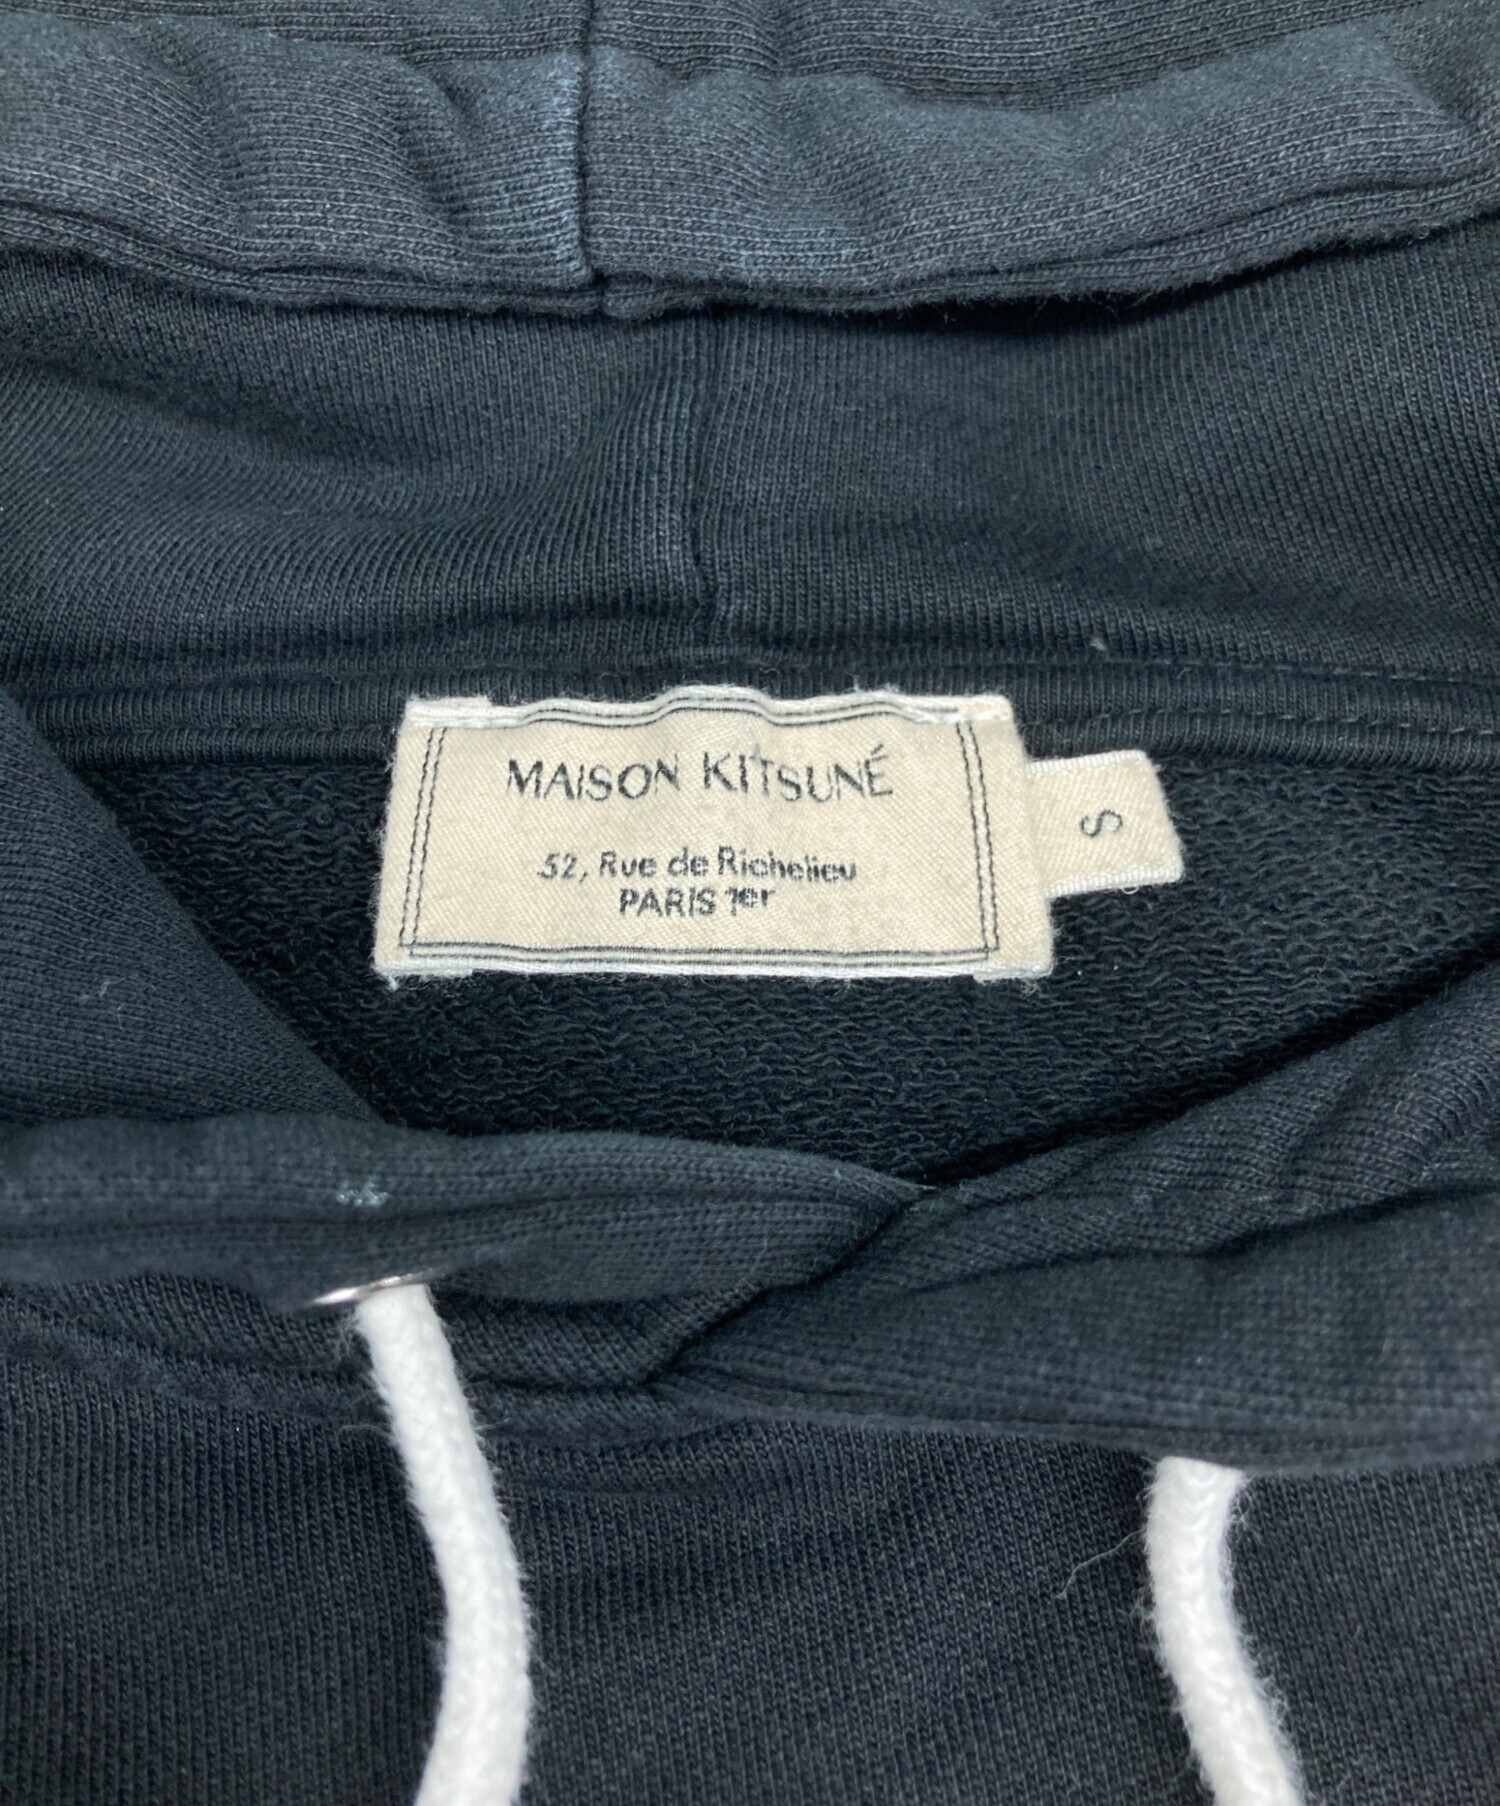 MAISON KITSUNÉ
52, Rue de Richelieu
PARIS 1er
S